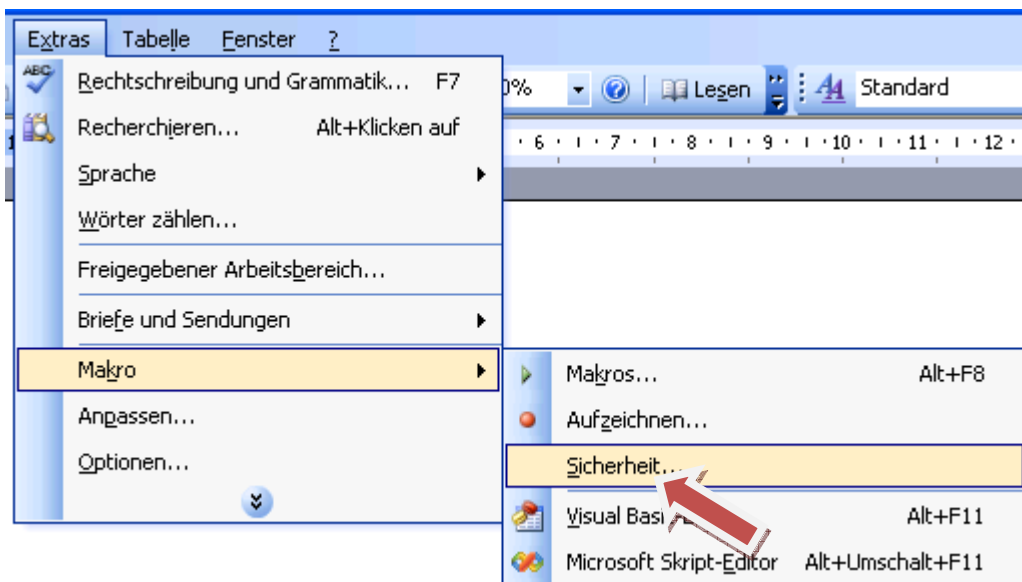 Extras Tabelle Fenster ?
ABC Rechtschreibung und Grammatik... F7
0% Lesen Standard
Recherchieren... Alt+Klicken auf
6 7 8 9 10 11 12
Sprache
Wörter zählen...
Freigegebener Arbeitsbereich...
Briefe und Sendungen
Makro
Anpassen...
Optionen...
Makros... Alt+F8
Aufzeichnen...
Sicherheit...
Visual Basi Alt+F11
Microsoft Skript-Editor Alt+Umschalt+F11